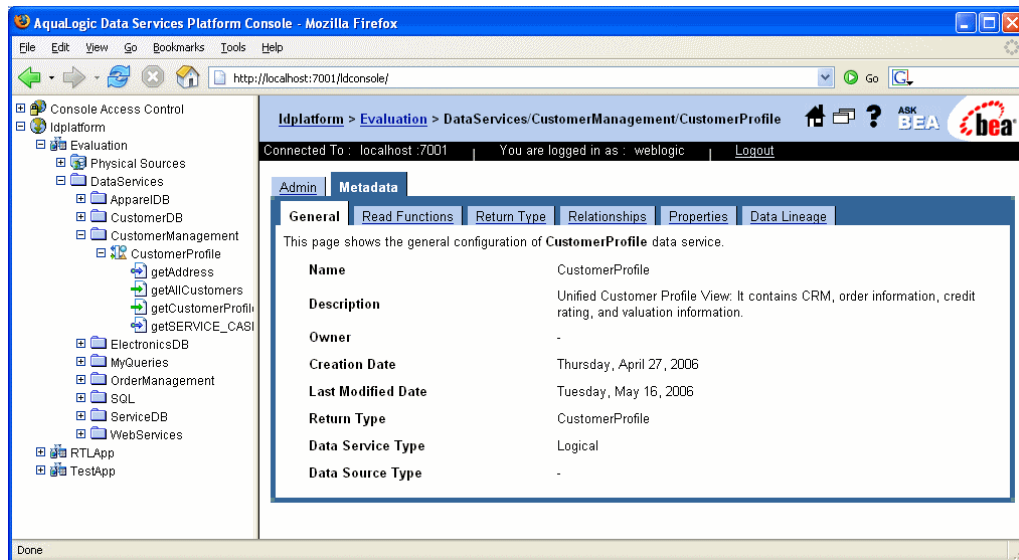 AquaLogic Data Services Platform Console - Mozilla Firefox
File Edit View Go Bookmarks Tools Help
http://localhost:7001/ldconsole/
Go
G
Console Access Control
ldplatform
Evaluation
Physical Sources
DataServices
ApparelDB
CustomerDB
CustomerManagement
CustomerProfile
getAddress
getAllCustomers
getCustomerProfil
getSERVICE_CASI
ElectronicsDB
MyQueries
OrderManagement
SQL
ServiceDB
WebServices
RTLApp
TestApp
ldplatform > Evaluation > DataServices/CustomerManagement/CustomerProfile
?
ASK BEA
bea
Connected To : localhost :7001 | You are logged in as : weblogic | Logout
Admin Metadata
General Read Functions Return Type Relationships Properties Data Lineage
This page shows the general configuration of CustomerProfile data service.
Name CustomerProfile
Description Unified Customer Profile View: It contains CRM, order information, credit
rating, and valuation information.
Owner -
Creation Date Thursday, April 27, 2006
Last Modified Date Tuesday, May 16, 2006
Return Type CustomerProfile
Data Service Type Logical
Data Source Type -
Done